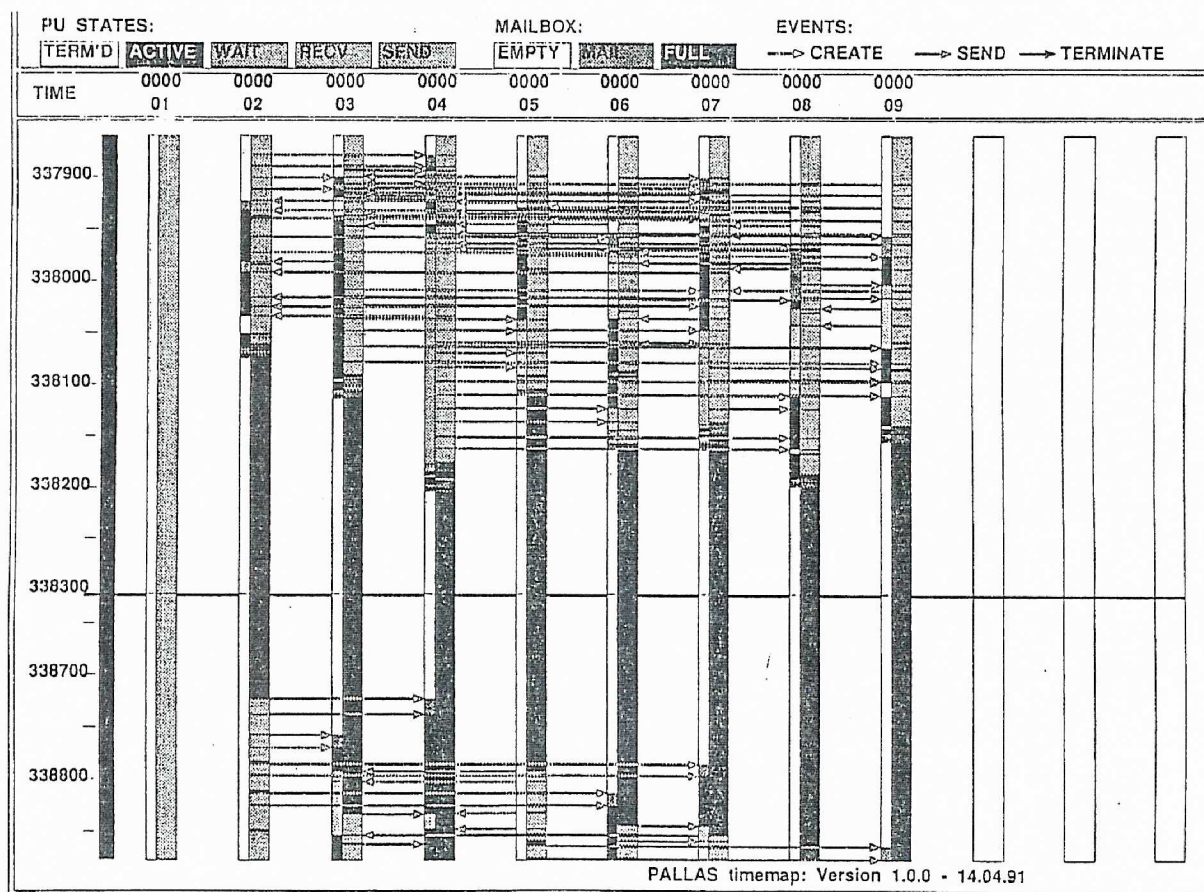 PU STATES: MAILBOX: EVENTS:
TERM'D ACTIVE WAIT RECV SEND EMPTY MAIL FULL CREATE SEND TERMINATE
0000 0000 0000 0000 0000 0000 0000 0000 0000
TIME 01 02 03 04 05 06 07 08 09
337900
338000
338100
338200
338300
338700
338800
PALLAS timemap: Version 1.0.0 - 14.04.91